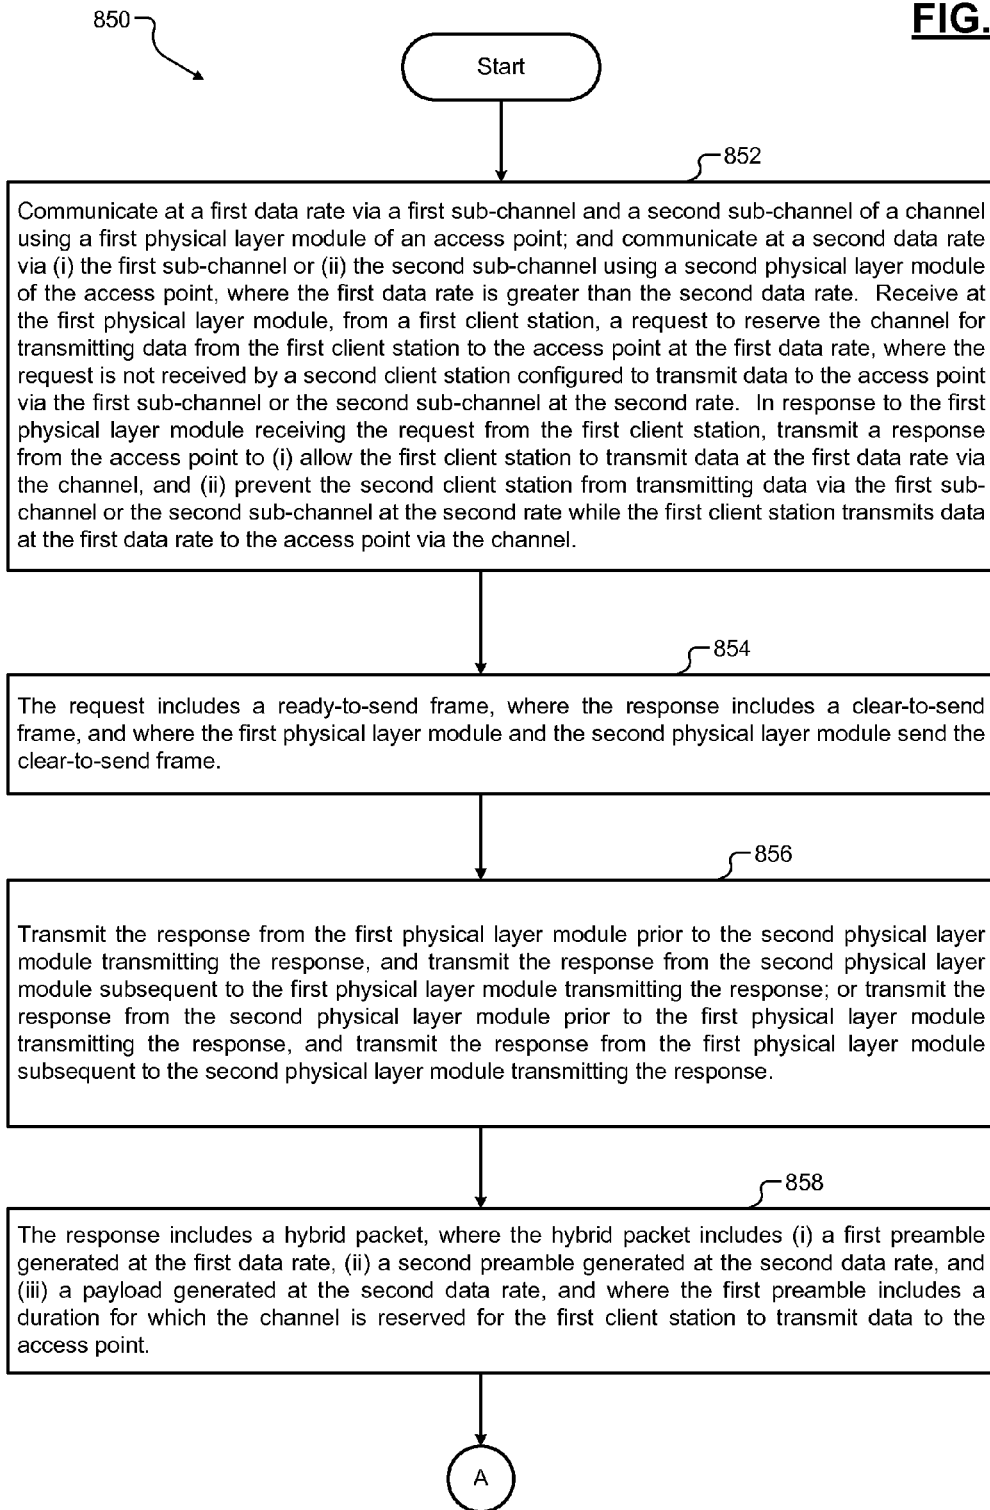 850
FIG.
Start
852
Communicate at a first data rate via a first sub-channel and a second sub-channel of a channel
using a first physical layer module of an access point; and communicate at a second data rate
via (i) the first sub-channel or (ii) the second sub-channel using a second physical layer module
of the access point, where the first data rate is greater than the second data rate. Receive at
the first physical layer module, from a first client station, a request to reserve the channel for
transmitting data from the first client station to the access point at the first data rate, where the
request is not received by a second client station configured to transmit data to the access point
via the first sub-channel or the second sub-channel at the second rate. In response to the first
physical layer module receiving the request from the first client station, transmit a response
from the access point to (i) allow the first client station to transmit data at the first data rate via
the channel, and (ii) prevent the second client station from transmitting data via the first sub-
channel or the second sub-channel at the second rate while the first client station transmits data
at the first data rate to the access point via the channel.
854
The request includes a ready-to-send frame, where the response includes a clear-to-send
frame, and where the first physical layer module and the second physical layer module send the
clear-to-send frame.
856
Transmit the response from the first physical layer module prior to the second physical layer
module transmitting the response, and transmit the response from the second physical layer
module subsequent to the first physical layer module transmitting the response; or transmit the
response from the second physical layer module prior to the first physical layer module
transmitting the response, and transmit the response from the first physical layer module
subsequent to the second physical layer module transmitting the response.
858
The response includes a hybrid packet, where the hybrid packet includes (i) a first preamble
generated at the first data rate, (ii) a second preamble generated at the second data rate, and
(iii) a payload generated at the second data rate, and where the first preamble includes a
duration for which the channel is reserved for the first client station to transmit data to the
access point.
A